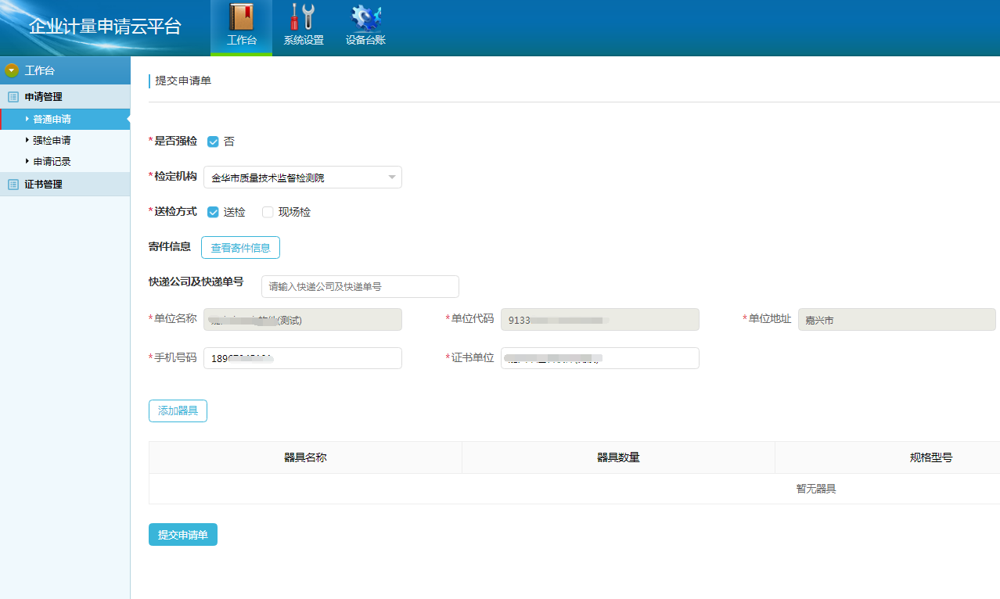 企业计量申请云平台
工作台
系统设置
设备台账
工作台
申请管理
普通申请
强检申请
申请记录
证书管理
提交申请单
*是否强检 否
*检定机构 金华市质量技术监督检测院
*送检方式 送检 现场检
寄件信息 查看寄件信息
快递公司及快递单号 请输入快递公司及快递单号
*单位名称 (测试) *单位代码 9133 *单位地址 嘉兴市
*手机号码 *证书单位
添加器具
器具名称 器具数量 规格型号
暂无器具
提交申请单